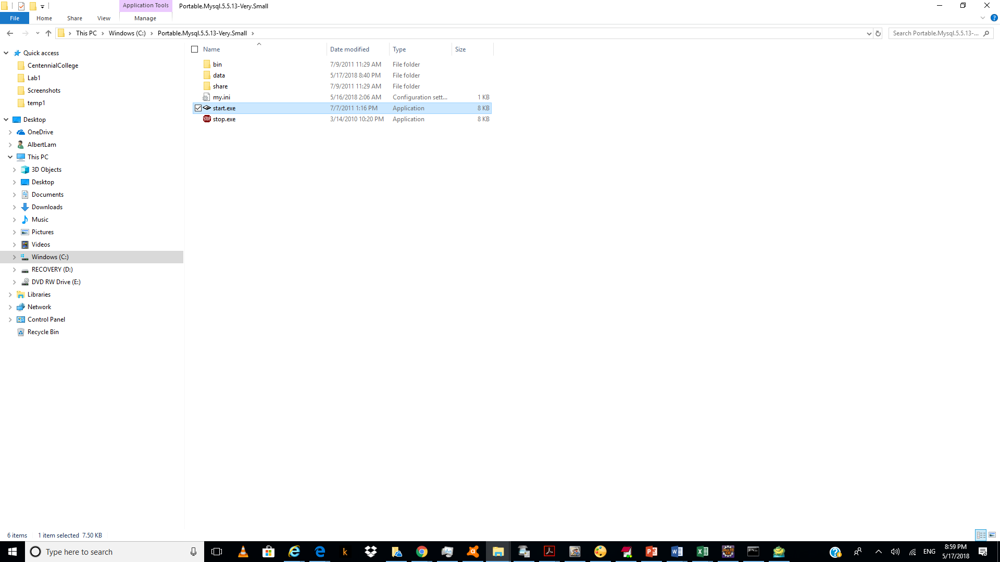 Application Tools
Portable.Mysql.5.5.13-Very.Small
File
Home
Share
View
Manage
This PC
Windows (C:)
Portable.Mysql.5.5.13-Very.Small
Search Portable.Mysql.5.5.13-...
Name
Date modified
Type
Size
Quick access
CentennialCollege
Lab1
Screenshots
temp1
Desktop
OneDrive
AlbertLam
This PC
3D Objects
Desktop
Documents
Downloads
Music
Pictures
Videos
Windows (C:)
RECOVERY (D:)
DVD RW Drive (E:)
Libraries
Network
Control Panel
Recycle Bin
bin 7/9/2011 11:29 AM File folder
data 5/17/2018 8:40 PM File folder
share 7/9/2011 11:29 AM File folder
my.ini 5/16/2018 2:06 AM Configuration sett... 1 KB
start.exe 7/7/2011 1:16 PM Application 8 KB
STOP stop.exe 3/14/2010 10:20 PM Application 8 KB
6 items 1 item selected 7.50 KB
Type here to search
ENG
8:59 PM
5/17/2018